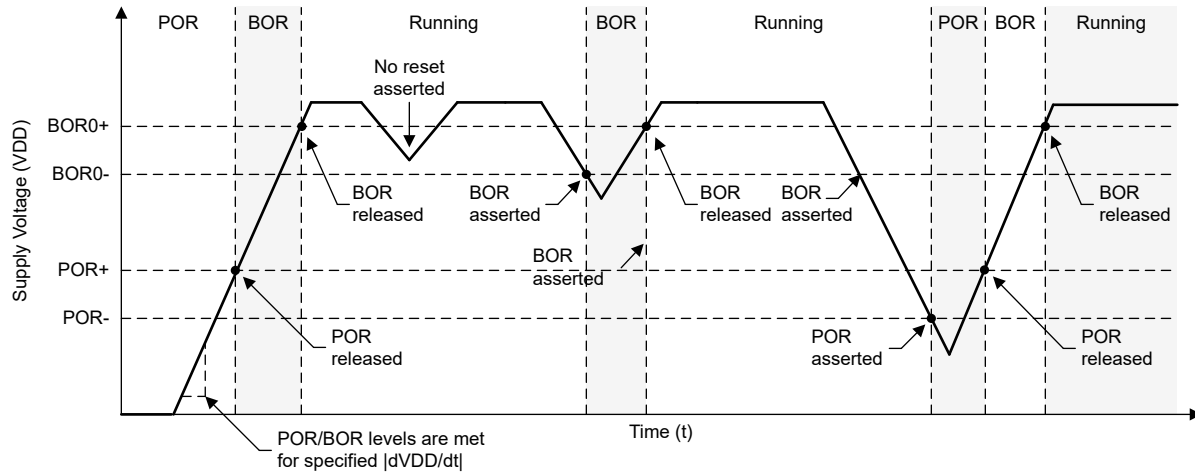 POR
BOR
Running
BOR
Running
POR
BOR
Running
No reset
asserted
BOR0+
BOR0-
BOR
released
BOR
asserted
BOR
released
BOR
asserted
BOR
released
BOR
asserted
Supply Voltage (VDD)
POR+
POR-
POR
released
POR
asserted
POR
released
Time (t)
POR/BOR levels are met
for specified |dVDD/dt|